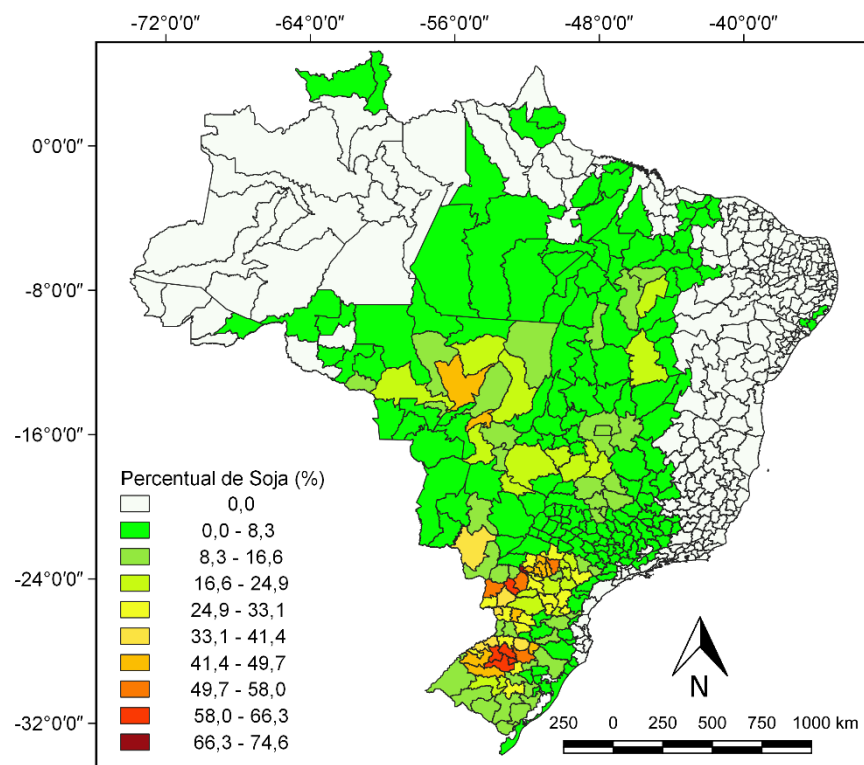 -72°0'0″ -64°0'0″ -56°0'0″ -48°0'0″ -40°0'0″
0°0'0″
-8°0'0″
-16°0'0″
-24°0'0″
-32°0'0″
Percentual de Soja (%)
0,0
0,0 - 8,3
8,3 - 16,6
16,6 - 24,9
24,9 - 33,1
33,1 - 41,4
41,4 - 49,7
49,7 - 58,0
58,0 - 66,3
66,3 - 74,6
N
250 0 250 500 750 1000 km